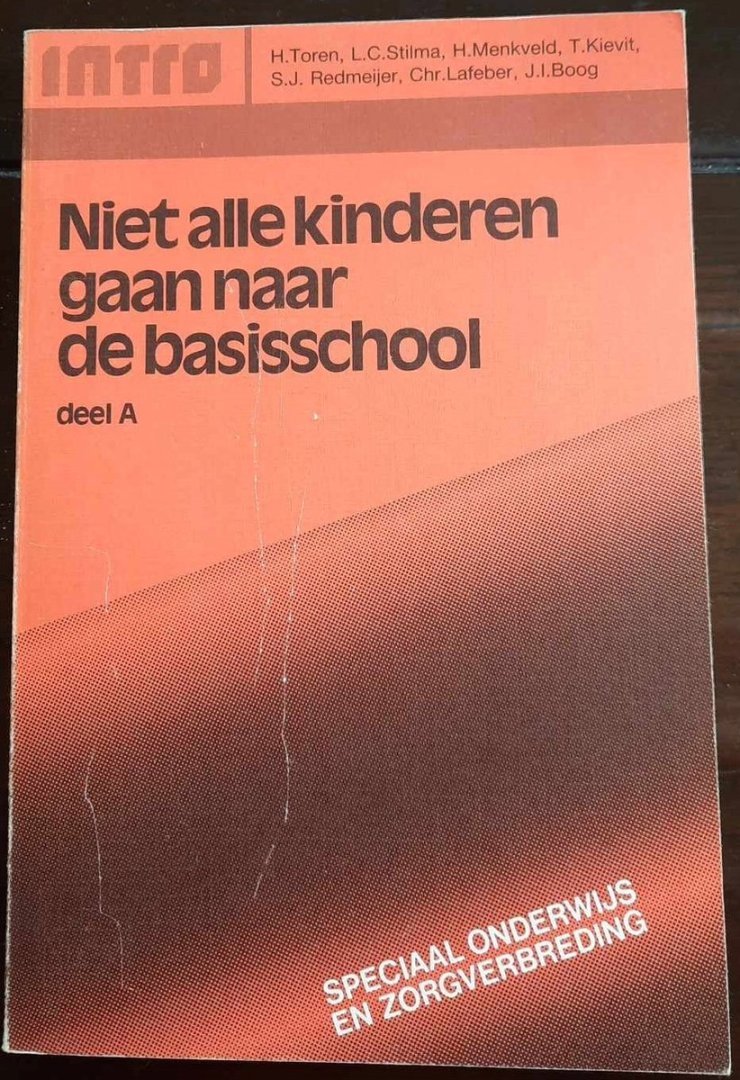 INTRO
H.Toren, L.C.Stilma, H.Menkveld, T.Kievit,
S.J. Redmeijer, Chr.Lafeber, J.I.Boog
Niet alle kinderen
gaan naar
de basisschool
deel A
SPECIAAL ONDERWIJS
EN ZORGVERBREDING